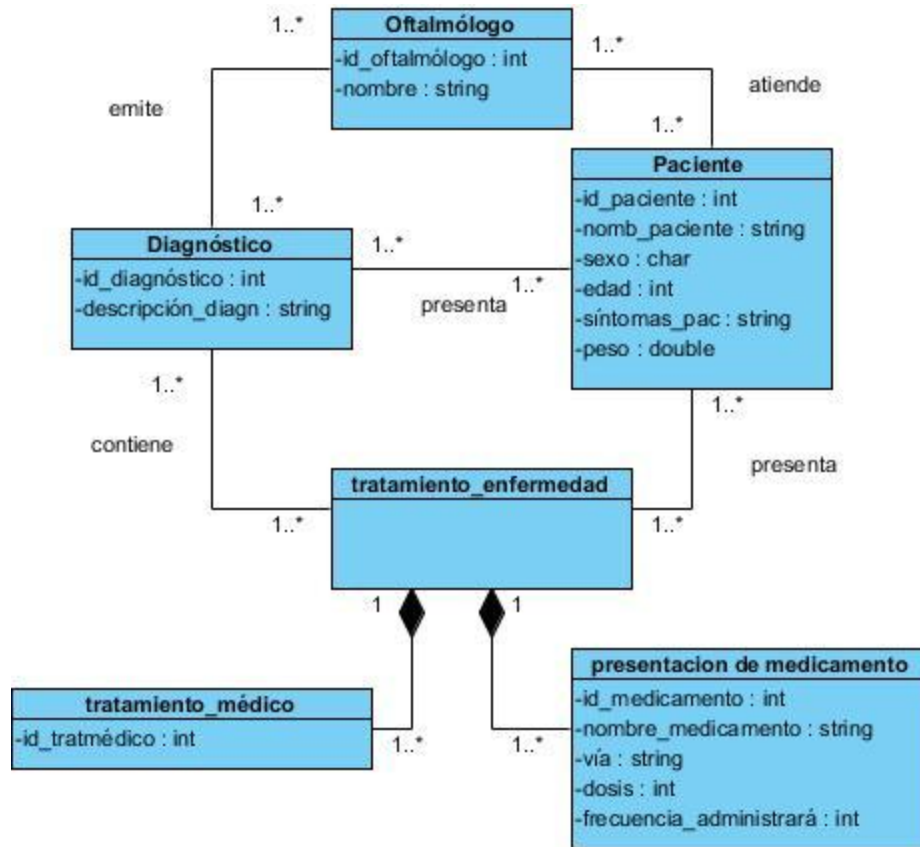 1..*
Oftalmólogo
-id_oftalmólogo : int
-nombre : string
1..*
emite
atiende
1..*
1..*
Paciente
-id_paciente : int
-nomb_paciente : string
-sexo : char
-edad : int
-síntomas_pac : string
-peso : double
Diagnóstico
-id_diagnóstico : int
-descripción_diagn : string
1..*
1..*
presenta
1..*
1..*
contiene
presenta
tratamiento_enfermedad
1..*
1..*
1
1
tratamiento_médico
-id_tratmédico : int
1..*
1..*
presentacion de medicamento
-id_medicamento : int
-nombre_medicamento : string
-vía : string
-dosis : int
-frecuencia_administrará : int